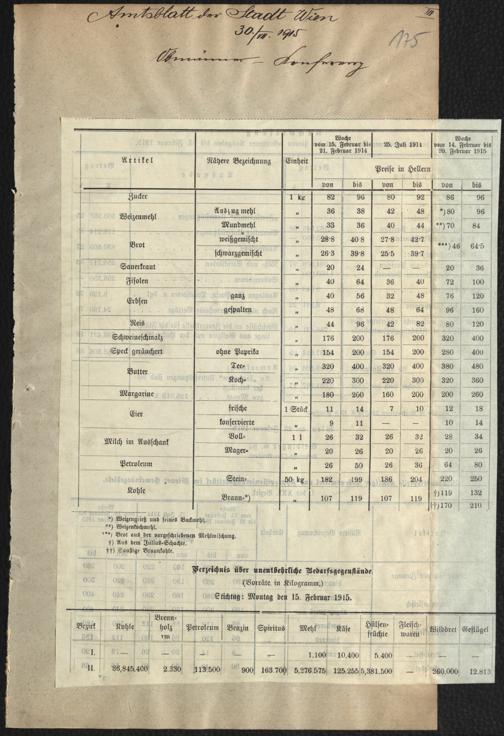 Amtsblatt der Stadt Wien
30/III. 1915
175
Obmänner-Konferenz
Artikel Nähere Bezeichnung Einheit Woche vom 15. Februar bis 21. Februar 1914 25. Juli 1914 Woche vom 14. Februar bis 20. Februar 1915
Preise in Hellern
von bis von bis von bis
Zucker 1 kg 82 96 80 92 86 96
Weizenmehl Auszugmehl „ 36 38 42 48 *) 80 96
Mundmehl „ 33 36 40 44 **) 70 84
Brot weißgemischt „ 28·8 40·8 27·8 42·7 ***) 46 64·5
schwarzgemischt „ 26·3 39·8 25·5 39·7
Sauerkraut „ 20 24 — — 20 36
Fisolen „ 40 64 36 40 72 100
Erbsen ganz „ 40 56 32 48 76 120
gespalten „ 48 68 48 64 96 160
Reis „ 44 96 42 82 80 120
Schweineschmalz „ 176 200 176 200 320 400
Speck geräuchert ohne Paprika „ 154 200 154 200 280 400
Butter Tee- „ 320 400 320 400 380 480
Koch- „ 220 300 220 300 320 360
Margarine „ 180 200 160 200 200 260
Eier frische 1 Stück 11 14 7 10 12 18
konservierte „ 9 11 — — 10 14
Milch im Ausschank Voll- 1 l 26 32 26 32 28 34
Mager- „ 20 26 20 26 20 26
Petroleum „ 26 50 26 36 64 80
Kohle Stein- 50 kg 182 199 186 204 220 250
Braun-*) „ 107 119 107 119 †) 119 132
††) 170 210
*) Weizengrieß und feines Backmehl.
**) Weizenkochmehl.
***) Brot aus der vorgeschriebenen Mehlmischung.
†) Aus dem Julius-Schachte.
††) Sonstige Braunkohle.
Verzeichnis über unentbehrliche Bedarfsgegenstände.
(Vorräte in Kilogramm.)
Stichtag: Montag den 15. Februar 1915.
Bezirk Kohle Brennholz rm Petroleum Benzin Spiritus Mehl Käse Hülsenfrüchte Fleischwaren Wildbret Geflügel
I. — — — — — 1.100 10.400 5.400 — — —
II. 36,845.400 2.330 113.500 900 163.700 5,276.575 125.255 5,381.500 — 260.000 12.813